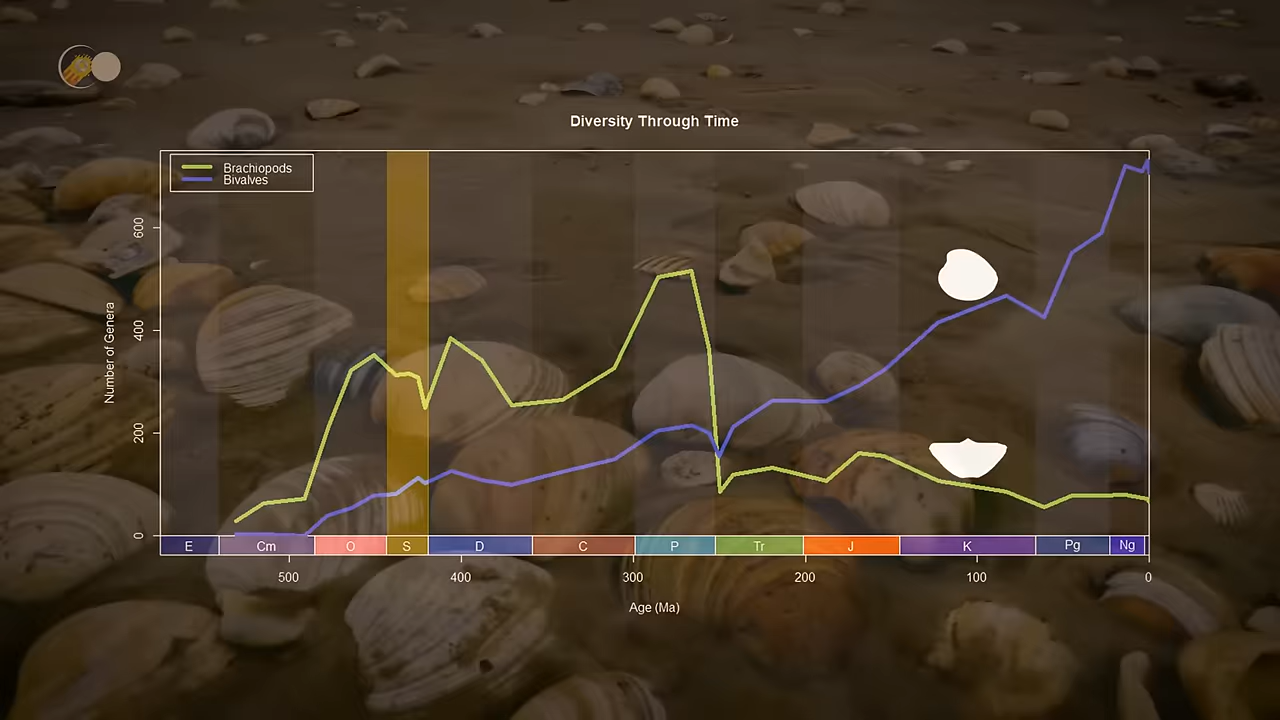 Diversity Through Time
Brachiopods
Bivalves
Number of Genera
600
400
200
0
E Cm O S D C P Tr J K Pg Ng
500 400 300 200 100 0
Age (Ma)